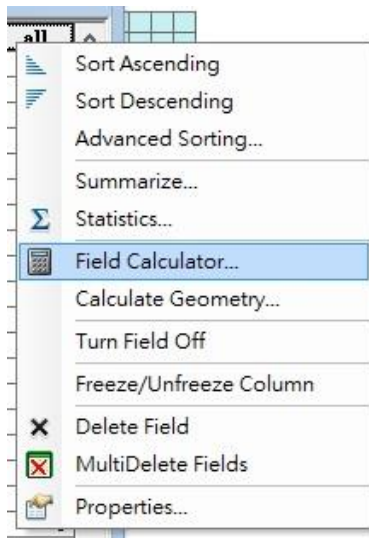 all
Sort Ascending
Sort Descending
Advanced Sorting...
Summarize...
Statistics...
Field Calculator...
Calculate Geometry...
Turn Field Off
Freeze/Unfreeze Column
Delete Field
MultiDelete Fields
Properties...